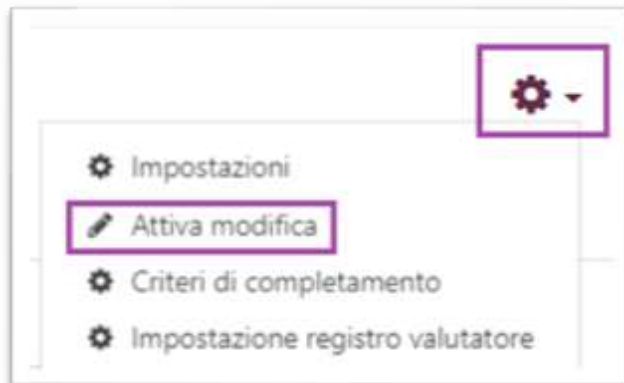 Impostazioni
Attiva modifica
Criteri di completamento
Impostazione registro valutatore